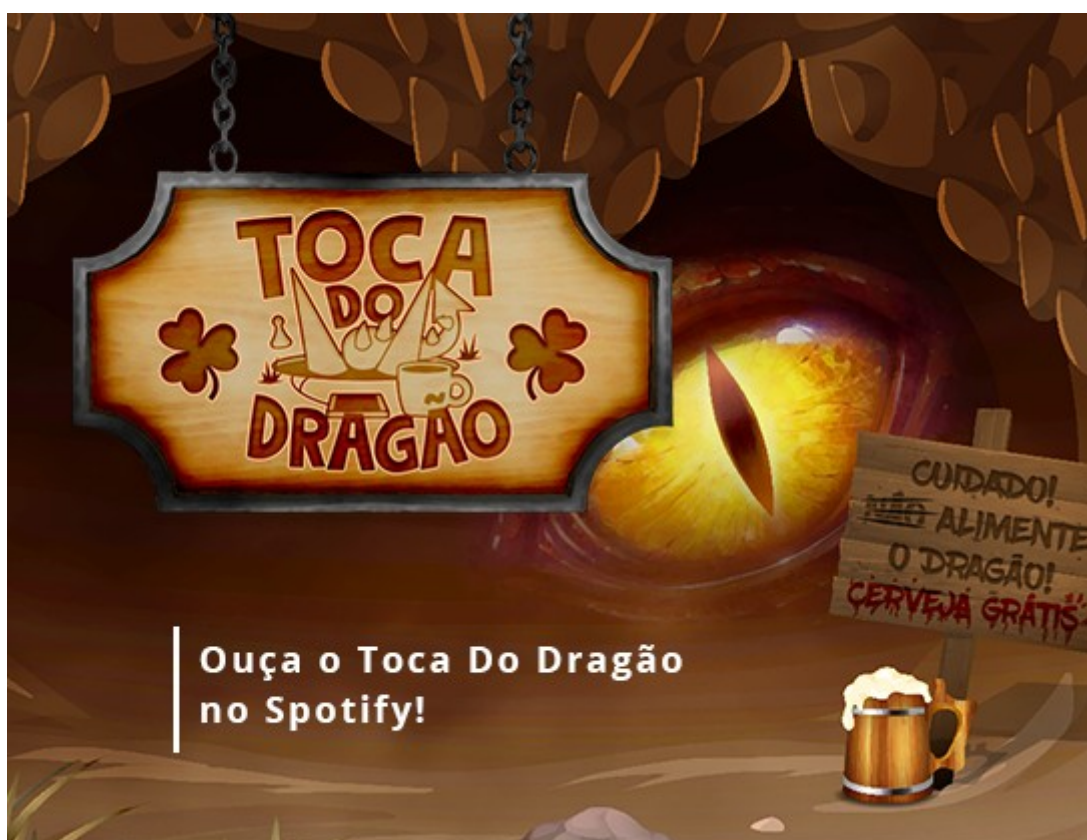 TOCA
DO
DRAGÃO
CUIDADO!
NÃO ALIMENTE
O DRAGÃO!
CERVEJA GRÁTIS
Ouça o Toca Do Dragão
no Spotify!